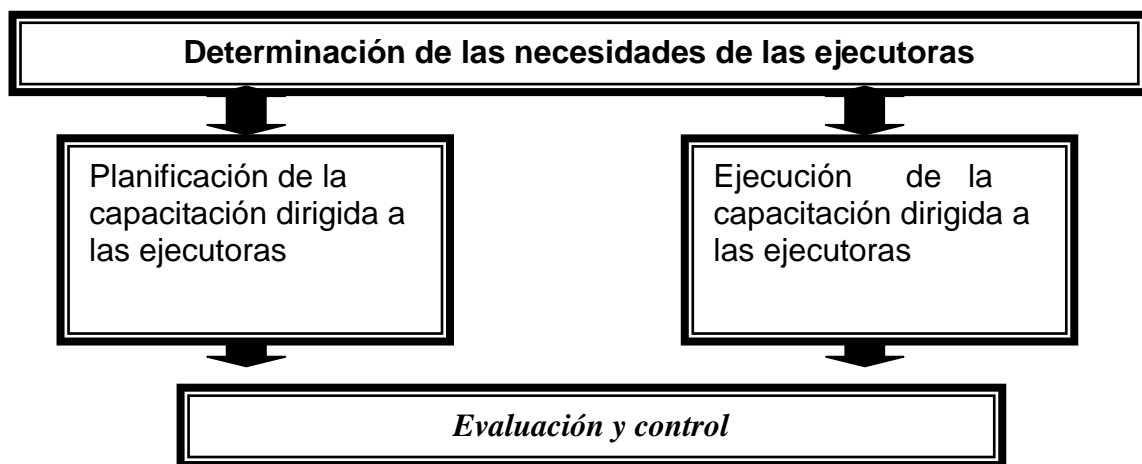 Determinación de las necesidades de las ejecutoras
Planificación de la
capacitación dirigida a
las ejecutoras
Ejecución de la
capacitación dirigida a
las ejecutoras
Evaluación y control